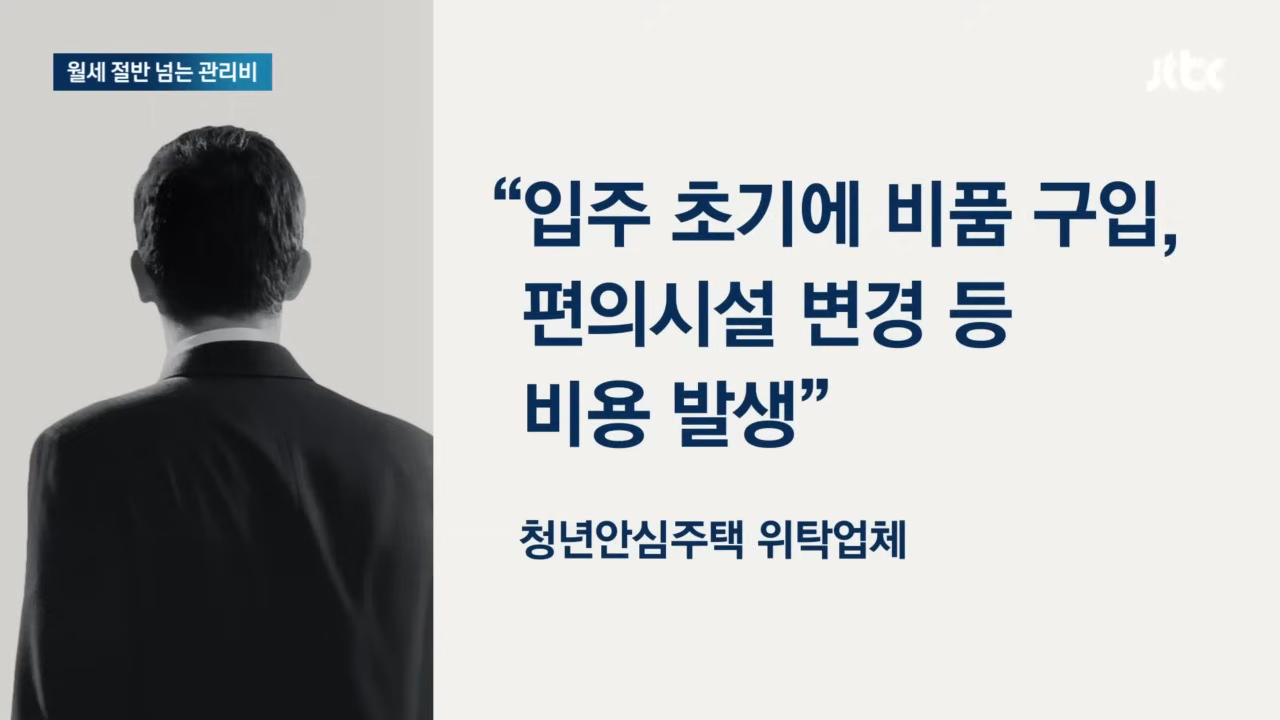 월세 절반 넘는 관리비
jtbc
“입주 초기에 비품 구입,
편의시설 변경 등
비용 발생”
청년안심주택 위탁업체